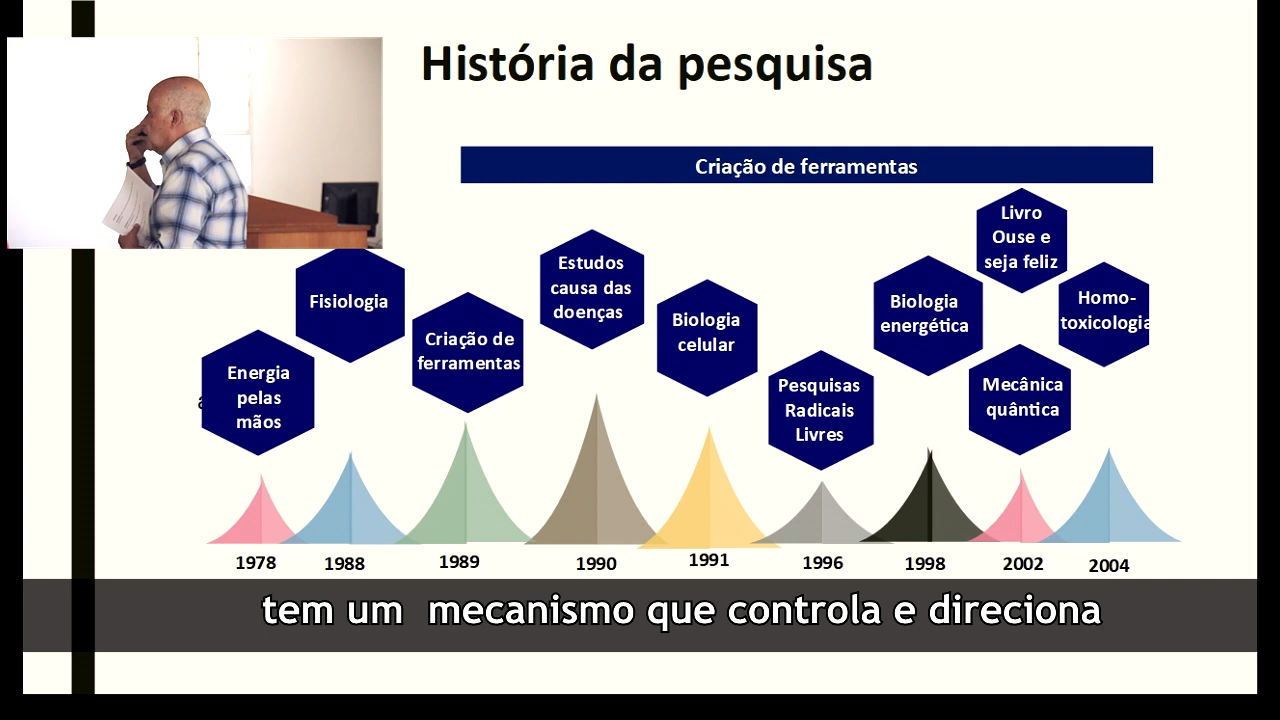 História da pesquisa
Criação de ferramentas
Livro
Ouse e
seja feliz
Estudos
causa das
doenças
Fisiologia
Biologia
energética
Homo-
toxicologia
Biologia
celular
Criação de
ferramentas
Energia
pelas
mãos
Pesquisas
Radicais
Livres
Mecânica
quântica
1978
1988
1989
1990
1991
1996
1998
2002
2004
tem um mecanismo que controla e direciona